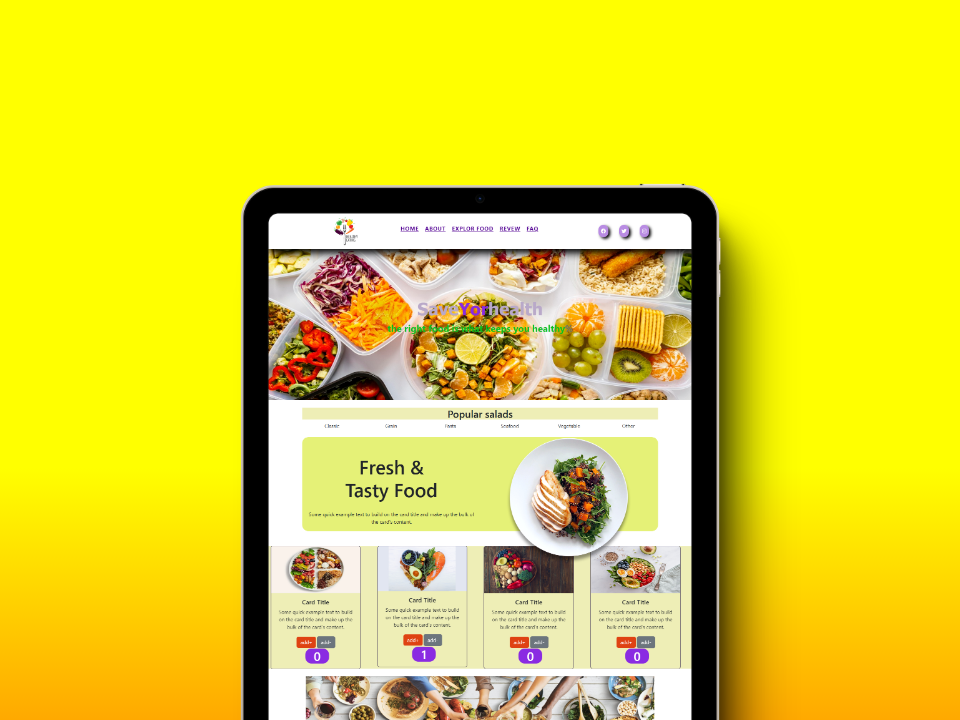 HOME ABOUT EXPLOR FOOD REVEW FAQ
SaveYorhealth
the right food
keeps you healthy
Popular salads
Classic Grain Pasta Seafood Vegetable Other
Fresh &
Tasty Food
Some quick example text to build on the card title and make up the bulk of
the card's content.
Card Title
Some quick example text to build
on the card title and make up the
bulk of the card's content.
add+ add-
0
Card Title
Some quick example text to build
on the card title and make up the
bulk of the card's content.
add+ add-
1
Card Title
Some quick example text to build
on the card title and make up the
bulk of the card's content.
add+ add-
0
Card Title
Some quick example text to build
on the card title and make up the
bulk of the card's content.
add+ add-
0